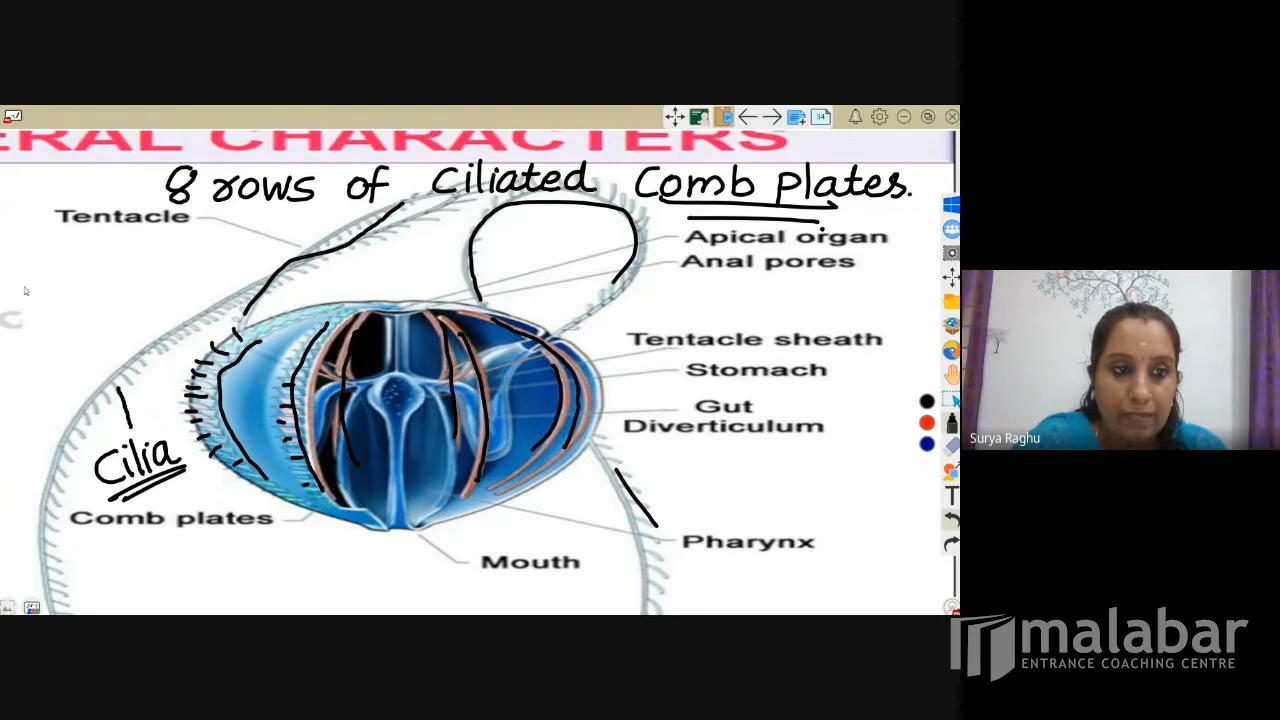 ERAL CHARACTERS
8 rows of Ciliated Comb plates.
Tentacle
Apical organ
Anal pores
Tentacle sheath
Stomach
Gut
Diverticulum
Cilia
Comb plates
Pharynx
Mouth
C
34
T
Surya Raghu
malabar
ENTRANCE COACHING CENTRE